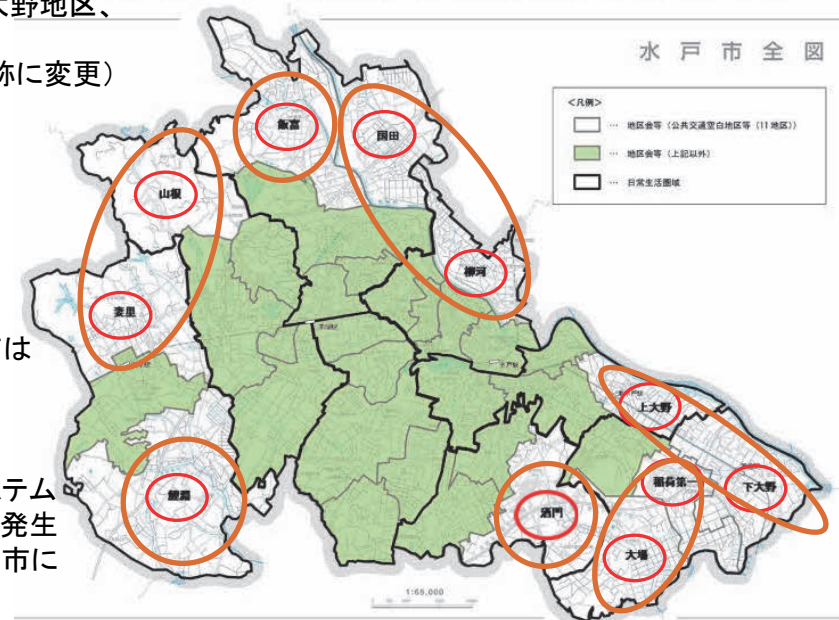 大野地区、
称に変更)
水戸市全図
<凡例>
… 地区会等(公共交通空白地区等(11地区))
… 地区会等(上記以外)
… 日常生活圏域
飯富
国田
山根
柳河
妻里
は
上大野
ステム
発生
市に
鯉淵
酒門
稲荷第一
下大野
大場
1:65,000